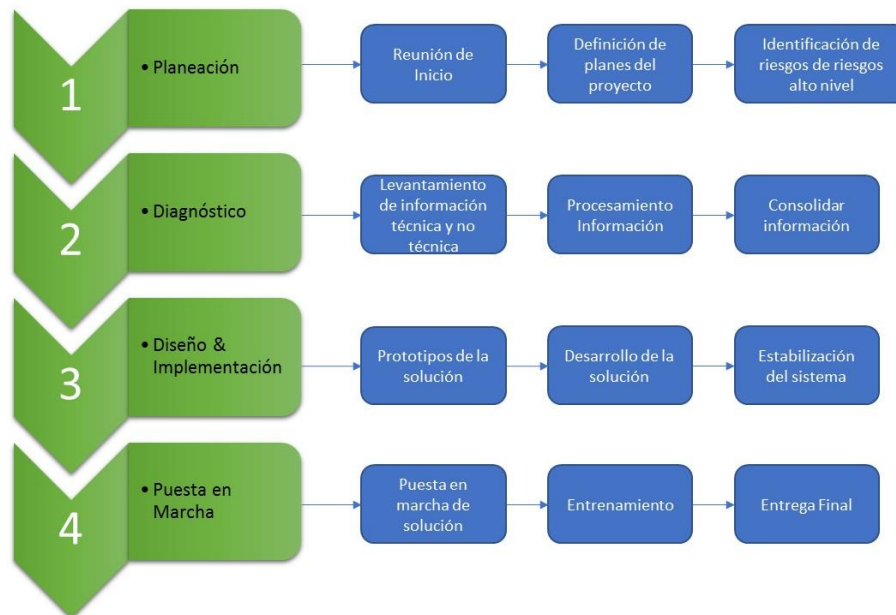 1
• Planeación
Reunión de
Inicio
Definición de
planes del
proyecto
Identificación de
riesgos de riesgos
alto nivel
2
• Diagnóstico
Levantamiento
de información
técnica y no
técnica
Procesamiento
Información
Consolidar
información
3
• Diseño &
Implementación
Prototipos de la
solución
Desarrollo de la
solución
Estabilización
del sistema
4
• Puesta en
Marcha
Puesta en
marcha de
solución
Entrenamiento
Entrega Final